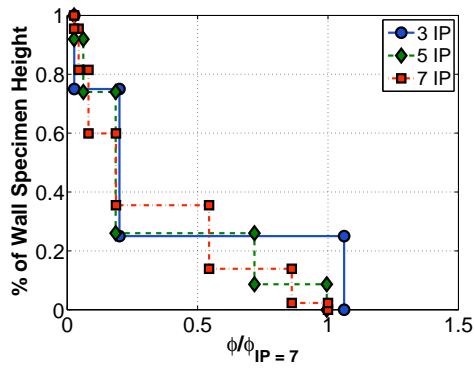 % of Wall Specimen Height
1
0.8
0.6
0.4
0.2
0
0 0.5 1 1.5
ϕ/ϕIP = 7
3 IP
5 IP
7 IP